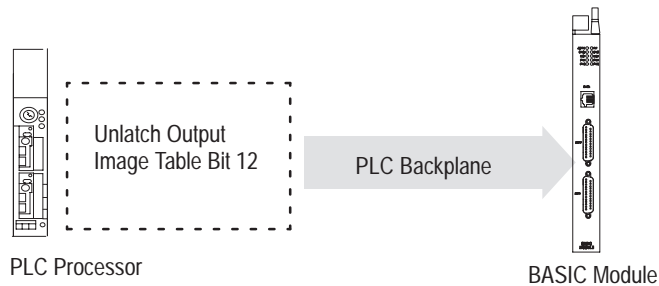 Unlatch Output
Image Table Bit 12
PLC Backplane
PLC Processor
BASIC Module